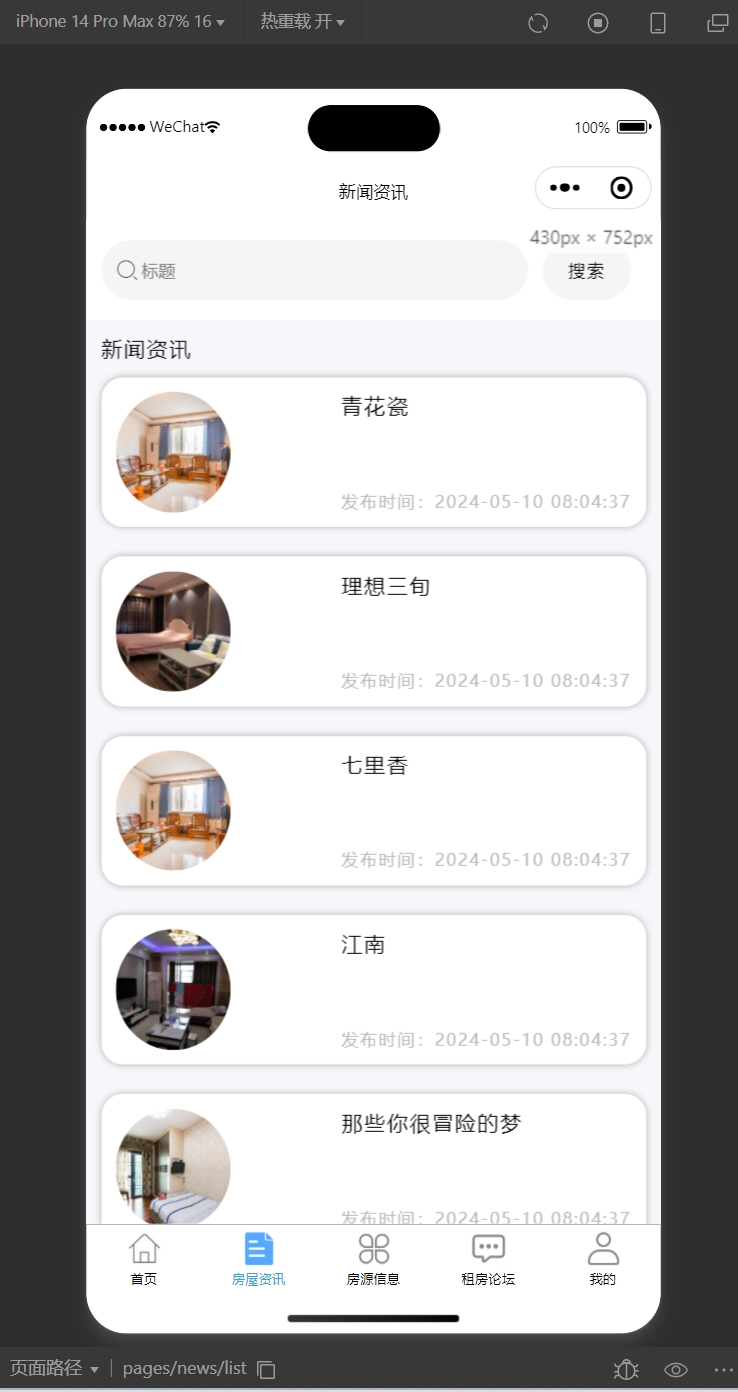 iPhone 14 Pro Max 87% 16 热重载 开
WeChat 100%
新闻资讯
430px × 752px
标题 搜索
新闻资讯
青花瓷
发布时间：2024-05-10 08:04:37
理想三旬
发布时间：2024-05-10 08:04:37
七里香
发布时间：2024-05-10 08:04:37
江南
发布时间：2024-05-10 08:04:37
那些你很冒险的梦
发布时间：2024-05-10 08:04:37
首页 房屋资讯 房源信息 租房论坛 我的
页面路径 pages/news/list